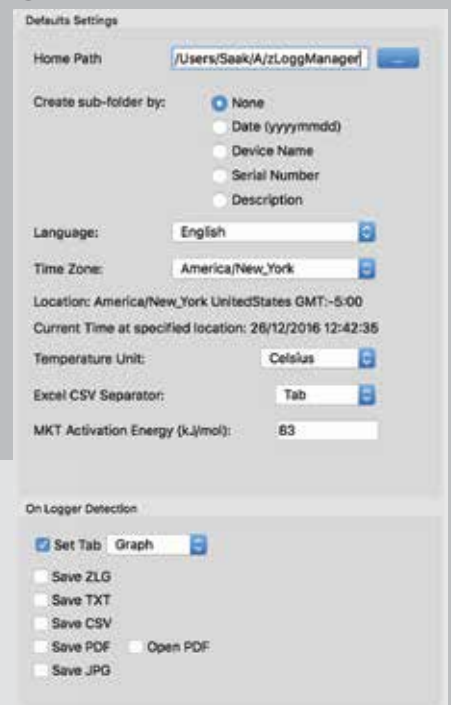 Defaults Settings
Home Path /Users/Saak/A/zLoggManager ...
Create sub-folder by: None
Date (yyyymmdd)
Device Name
Serial Number
Description
Language: English
Time Zone: America/New_York
Location: America/New_York UnitedStates GMT:-5:00
Current Time at specified location: 26/12/2016 12:42:35
Temperature Unit: Celsius
Excel CSV Separator: Tab
MKT Activation Energy (kJ/mol): 83
On Logger Detection
Set Tab Graph
Save ZLG
Save TXT
Save CSV
Save PDF Open PDF
Save JPG